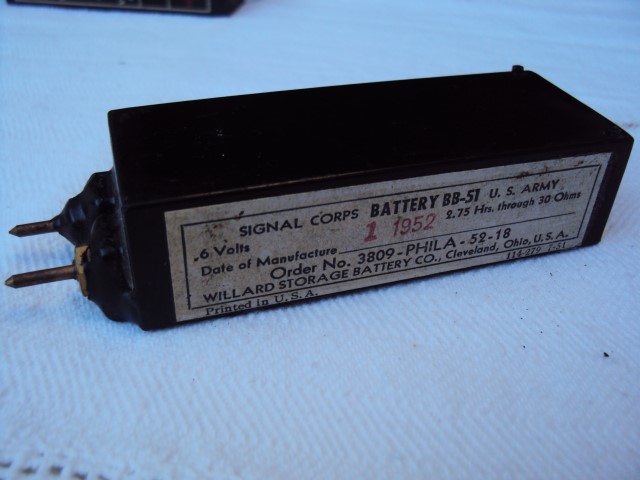 SIGNAL CORPS BATTERY BB-51 U. S. ARMY
6 Volts 2.75 Hrs. through 30 Ohms
Date of Manufacture 1 1952
Order No. 3809-PHILA-52-18
WILLARD STORAGE BATTERY CO., Cleveland, Ohio, U.S.A.
Printed in U.S.A.